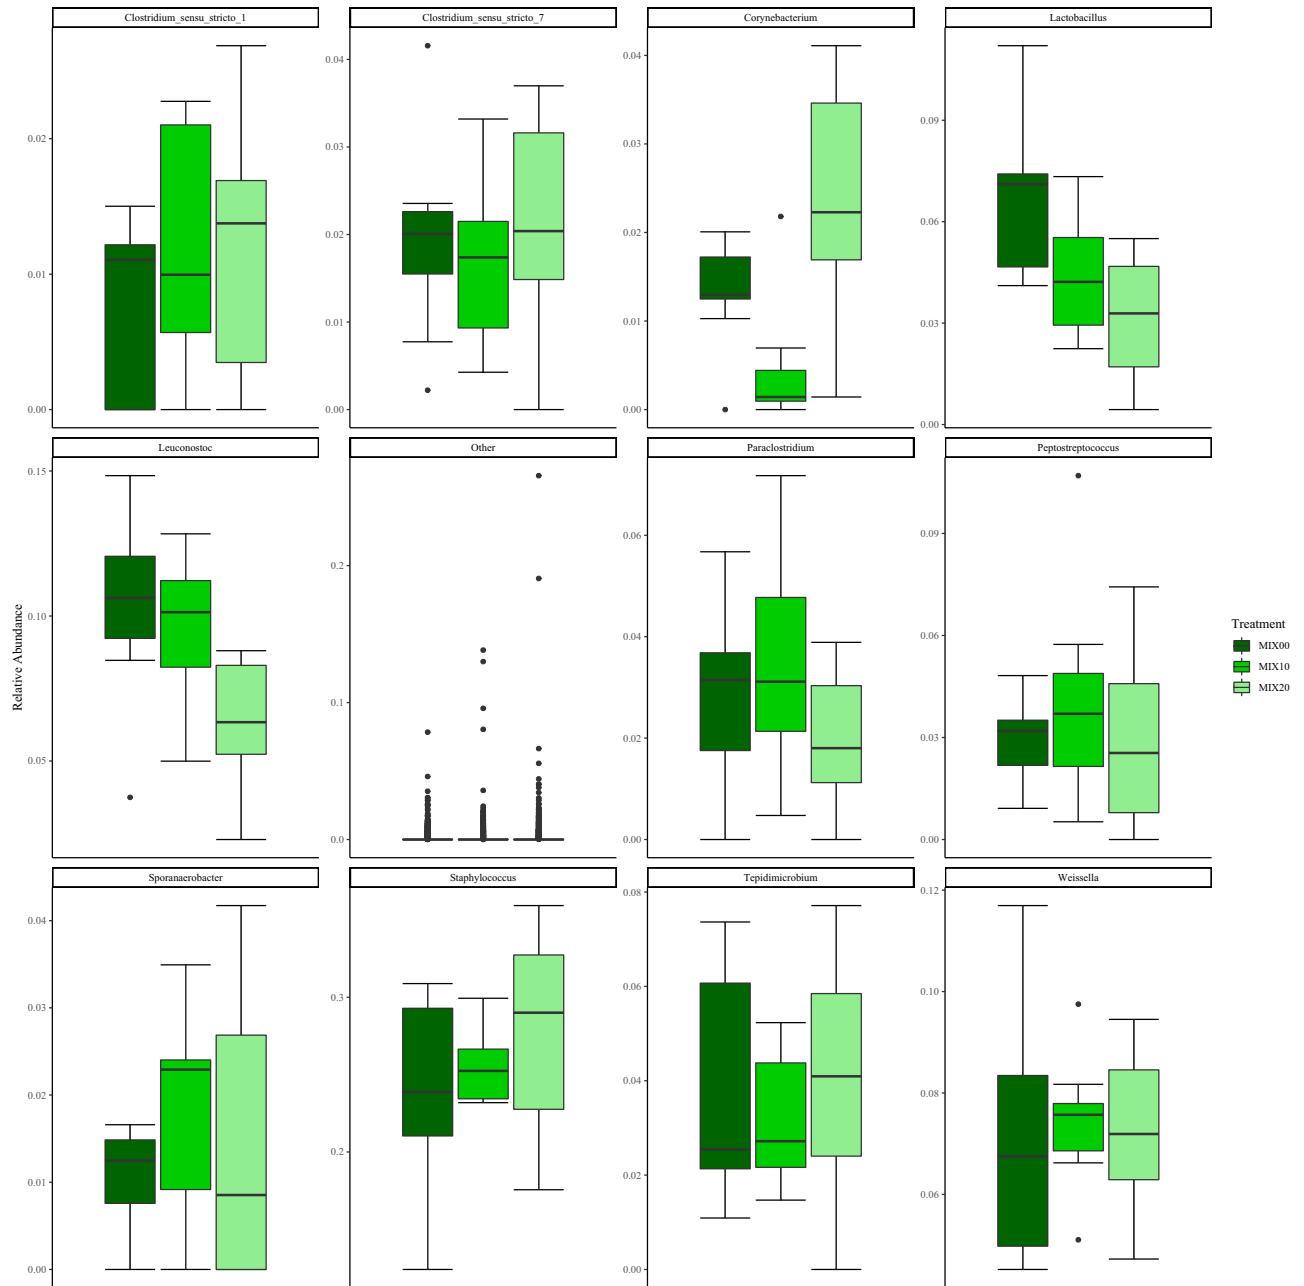 Clostridium_sensu_stricto_1
Clostridium_sensu_stricto_7
Corynebacterium
Lactobacillus
0.02
0.01
0.00
0.04
0.03
0.02
0.01
0.00
0.04
0.03
0.02
0.01
0.00
0.09
0.06
0.03
0.00
Leuconostoc
Other
Paraclostridium
Peptostreptococcus
0.15
0.10
0.05
0.2
0.1
0.0
0.06
0.04
0.02
0.00
0.09
0.06
0.03
0.00
Sporanaerobacter
Staphylococcus
Tepidimicrobium
Weissella
0.04
0.03
0.02
0.01
0.00
0.3
0.2
0.08
0.06
0.04
0.02
0.00
0.12
0.10
0.08
0.06
Relative Abundance
Treatment
MIX00
MIX10
MIX20